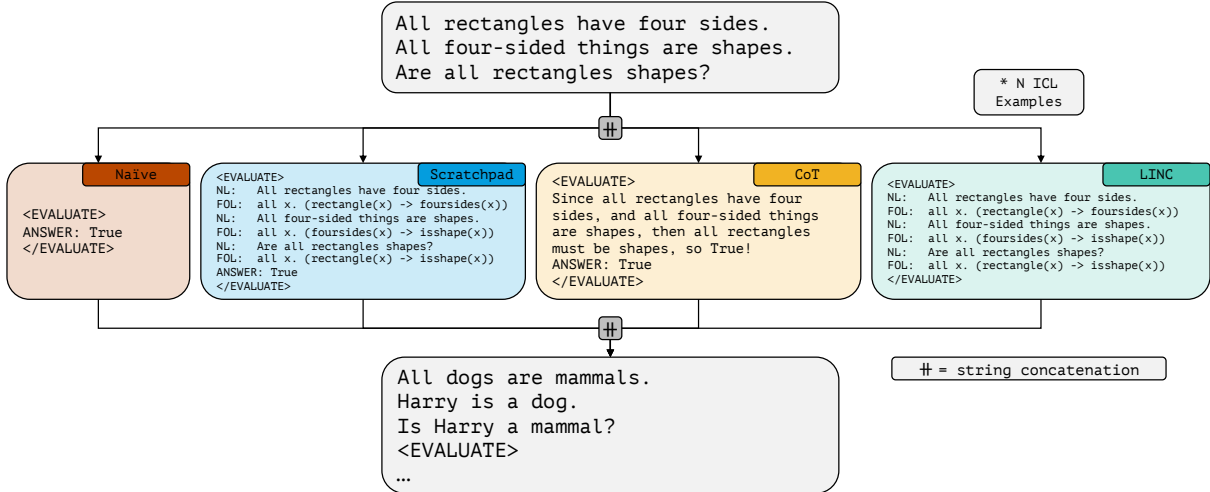 All rectangles have four sides.
All four-sided things are shapes.
Are all rectangles shapes?
* N ICL
Examples
⧺
Naïve
<EVALUATE>
ANSWER: True
</EVALUATE>
Scratchpad
<EVALUATE>
NL: All rectangles have four sides.
FOL: all x. (rectangle(x) -> foursides(x))
NL: All four-sided things are shapes.
FOL: all x. (foursides(x) -> isshape(x))
NL: Are all rectangles shapes?
FOL: all x. (rectangle(x) -> isshape(x))
ANSWER: True
</EVALUATE>
CoT
<EVALUATE>
Since all rectangles have four
sides, and all four-sided things
are shapes, then all rectangles
must be shapes, so True!
ANSWER: True
</EVALUATE>
LINC
<EVALUATE>
NL: All rectangles have four sides.
FOL: all x. (rectangle(x) -> foursides(x))
NL: All four-sided things are shapes.
FOL: all x. (foursides(x) -> isshape(x))
NL: Are all rectangles shapes?
FOL: all x. (rectangle(x) -> isshape(x))
</EVALUATE>
⧺
All dogs are mammals.
Harry is a dog.
Is Harry a mammal?
<EVALUATE>
…
⧺ = string concatenation